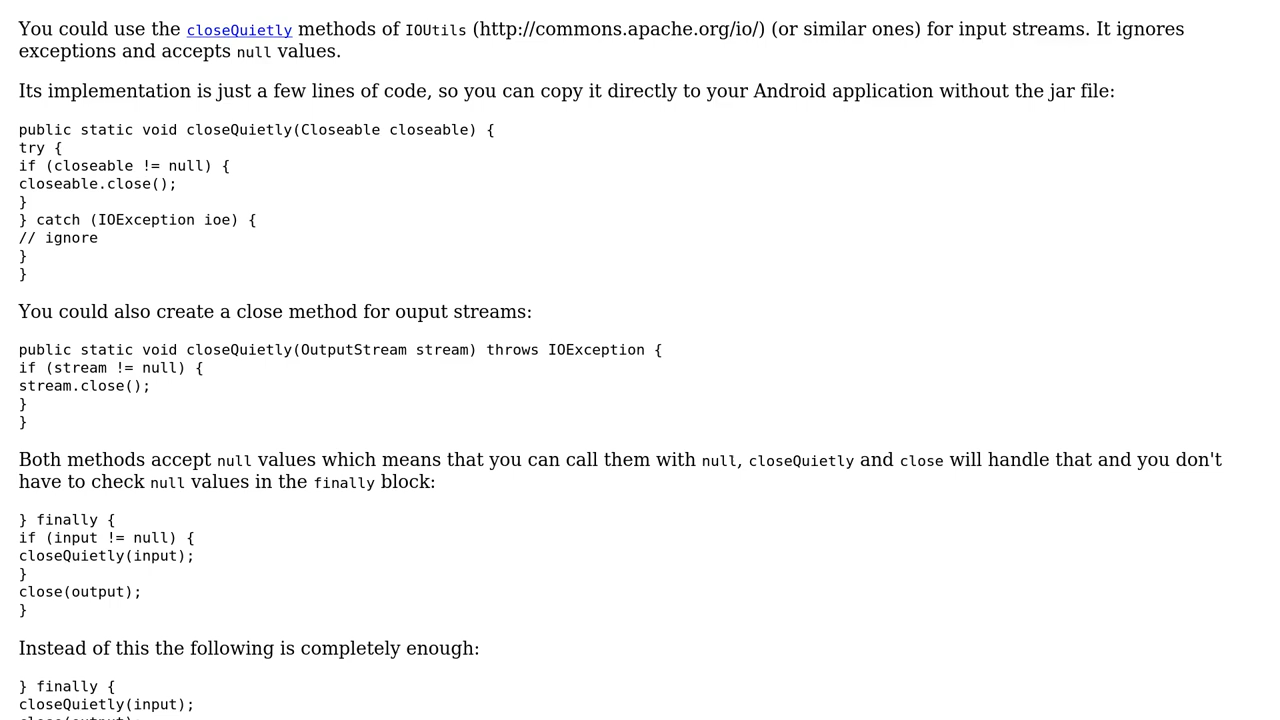 You could use the closeQuietly methods of IOUtils (http://commons.apache.org/io/) (or similar ones) for input streams. It ignores
exceptions and accepts null values.
Its implementation is just a few lines of code, so you can copy it directly to your Android application without the jar file:
public static void closeQuietly(Closeable closeable) {
try {
if (closeable != null) {
closeable.close();
}
} catch (IOException ioe) {
// ignore
}
}
You could also create a close method for ouput streams:
public static void closeQuietly(OutputStream stream) throws IOException {
if (stream != null) {
stream.close();
}
}
Both methods accept null values which means that you can call them with null, closeQuietly and close will handle that and you don't
have to check null values in the finally block:
} finally {
if (input != null) {
closeQuietly(input);
}
close(output);
}
Instead of this the following is completely enough:
} finally {
closeQuietly(input);
close(output);